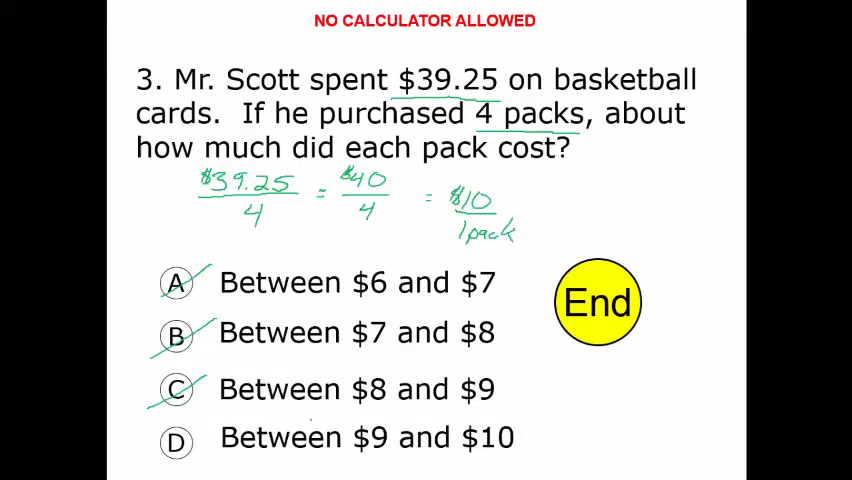 NO CALCULATOR ALLOWED
3. Mr. Scott spent $39.25 on basketball
cards. If he purchased 4 packs, about
how much did each pack cost?
$39.25 / 4 ≈ $40 / 4 = $10 / 1 pack
A Between $6 and $7
B Between $7 and $8
C Between $8 and $9
D Between $9 and $10
End